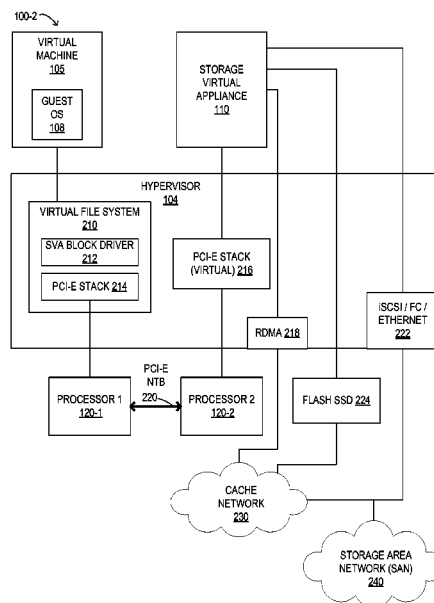 100-2
VIRTUAL
MACHINE
105
GUEST
OS
108
STORAGE
VIRTUAL
APPLIANCE
110
HYPERVISOR
104
VIRTUAL FILE SYSTEM
210
SVA BLOCK DRIVER
212
PCI-E STACK 214
PCI-E STACK
(VIRTUAL) 216
RDMA 218
iSCSI / FC /
ETHERNET
222
PROCESSOR 1
120-1
PCI-E
NTB
220
PROCESSOR 2
120-2
FLASH SSD 224
CACHE
NETWORK
230
STORAGE AREA
NETWORK (SAN)
240